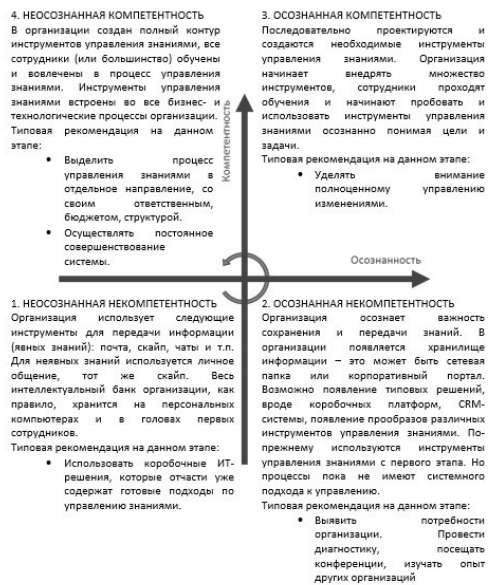 4. НЕОСОЗНАННАЯ КОМПЕТЕНТНОСТЬ
В организации создан полный контур
инструментов управления знаниями, все
сотрудники (или большинство) обучены
и вовлечены в процесс управления
знаниями. Инструменты управления
знаниями встроены во все бизнес- и
технологические процессы организации.
Типовая рекомендация на данном
этапе:
• Выделить процесс
управления знаниями в
отдельное направление, со
своим ответственным,
бюджетом, структурой.
• Осуществлять постоянное
совершенствование
системы.
Компетентность
3. ОСОЗНАННАЯ КОМПЕТЕНТНОСТЬ
Последовательно проектируются и
создаются необходимые инструменты
управления знаниями. Организация
начинает внедрять множество
инструментов, сотрудники проходят
обучения и начинают пробовать и
использовать инструменты управления
знаниями осознанно понимая цели и
задачи.
Типовая рекомендация на данном этапе:
• Уделять внимание
полноценному управлению
изменениями.
Осознанность
1. НЕОСОЗНАННАЯ НЕКОМПЕТЕНТНОСТЬ
Организация использует следующие
инструменты для передачи информации
(явных знаний): почта, скайп, чаты и т.п.
Для неявных знаний используется личное
общение, тот же скайп. Весь
интеллектуальный банк организации, как
правило, хранится на персональных
компьютерах и в головах первых
сотрудников.
Типовая рекомендация на данном этапе:
• Использовать коробочные ИТ-
решения, которые отчасти уже
содержат готовые подходы по
управлению знаниями.
2. ОСОЗНАННАЯ НЕКОМПЕТЕНТНОСТЬ
Организация осознает важность
сохранения и передачи знаний. В
организации появляется хранилище
информации – это может быть сетевая
папка или корпоративный портал.
Возможно появление типовых решений,
вроде коробочных платформ, CRM-
системы, появление прообразов различных
инструментов управления знаниями. По-
прежнему используются инструменты
управления знаниями с первого этапа. Но
процессы пока не имеют системного
подхода к управлению.
Типовая рекомендация на данном этапе:
• Выявить потребности
организации. Провести
диагностику, посещать
конференции, изучать опыт
других организаций